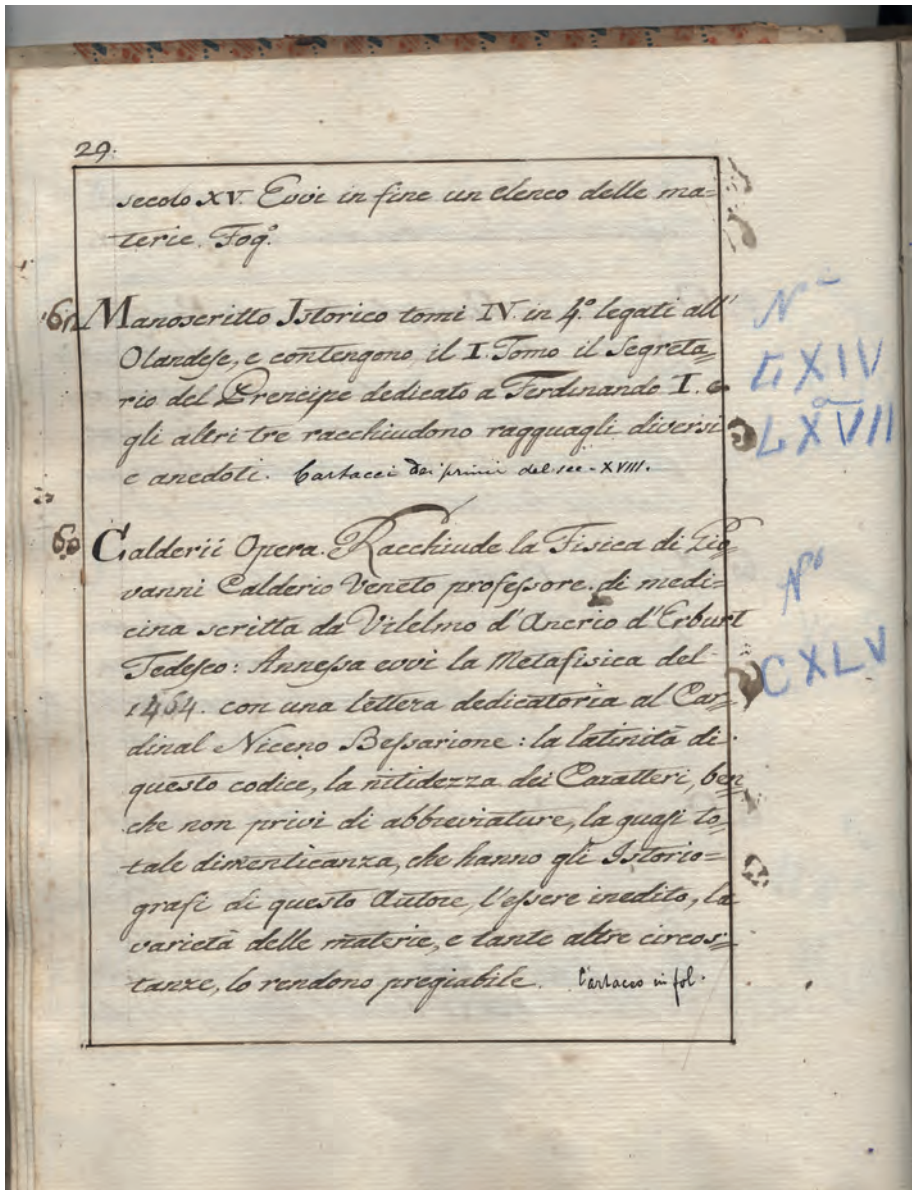 29.
secolo XV. Evvi in fine un elenco delle ma=
terie. Fog.º
Manoscritto Istorico tomi IV. in 4.º legati all'
Olandese, e contengono il I. Tomo il Segreta=
rio del Prencipe dedicato a Ferdinando I. e
gli altri tre racchiudono ragguagli diversi
e anedoti. Cartacei dei primi del sec. XVIII.
Nº
LXIV
a
LXVII
60
Calderii Opera. Racchiude la Fisica di Gio=
vanni Calderio Veneto professore di medi=
cina scritta da Vilelmo d'Ancrio d'Erburt
Tedesco: Annessa evvi la Metafisica del
1464. con una lettera dedicatoria al Car=
dinal Niceno Bessarione: la latinità di
questo codice, la nitidezza dei Caratteri, ben
che non privi di abbreviature, la quasi to=
tale dimenticanza, che hanno gli Istorio=
grafi di questo Autore, l'essere inedito, la
varietà delle materie, e tante altre circos=
tanze, lo rendono pregiabile. Cartaceo in fol.
Nº
CXLV